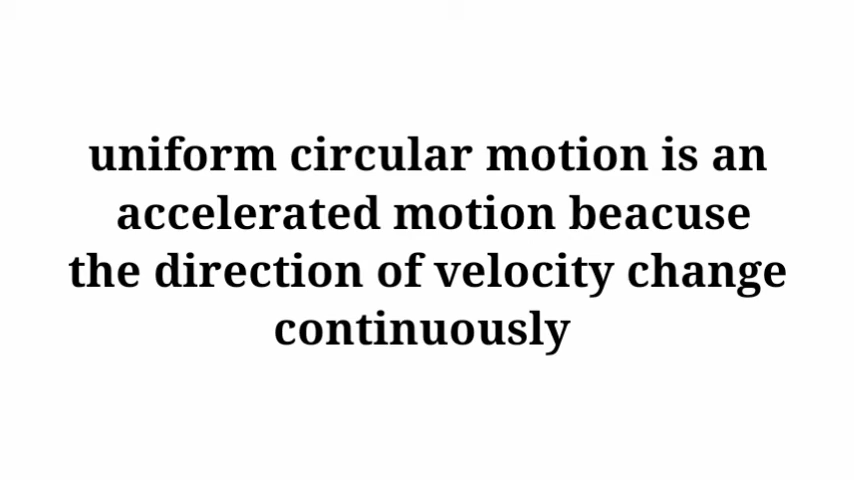 uniform circular motion is an
accelerated motion beacuse
the direction of velocity change
continuously